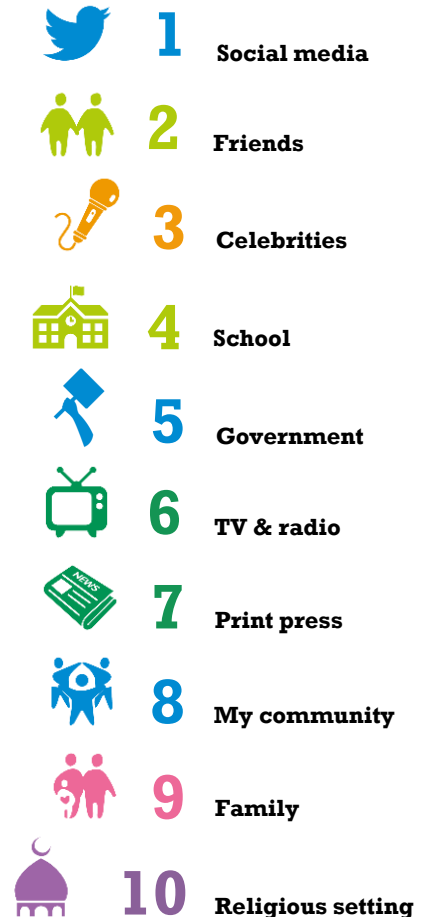 1 Social media
2 Friends
3 Celebrities
4 School
5 Government
6 TV & radio
NEWS
7 Print press
8 My community
9 Family
10 Religious setting